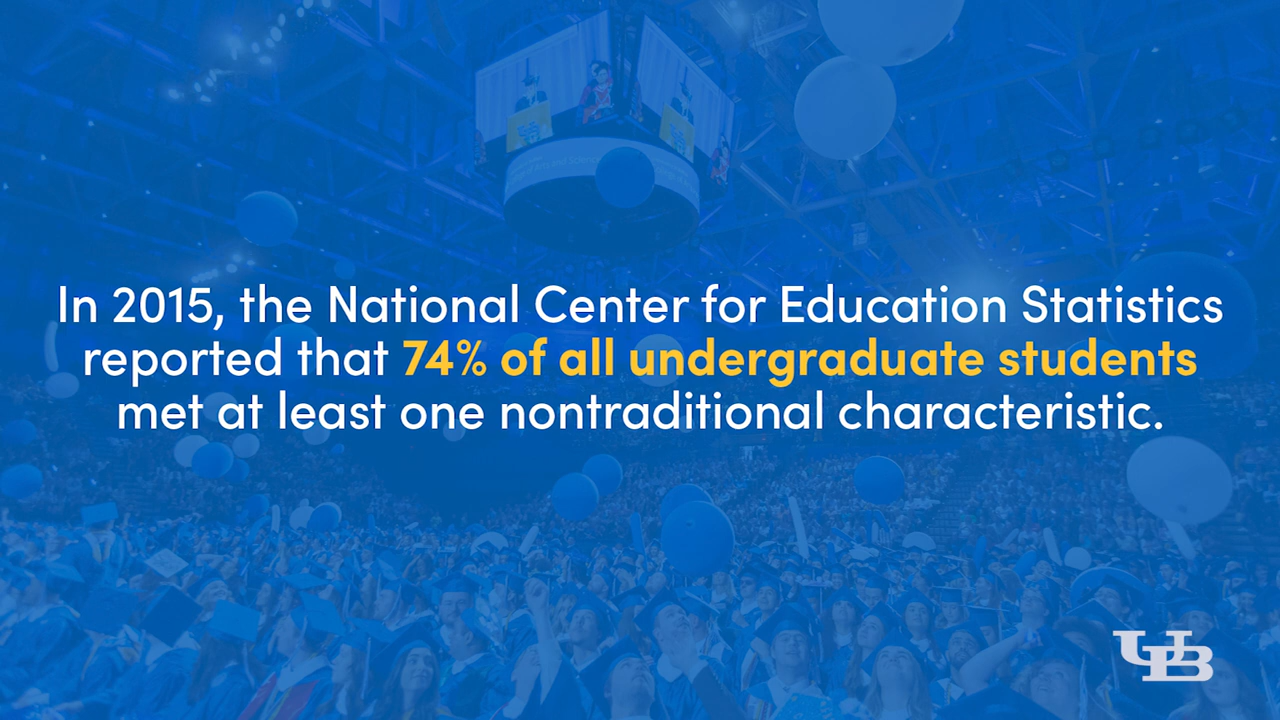 In 2015, the National Center for Education Statistics
reported that 74% of all undergraduate students
met at least one nontraditional characteristic.
UB